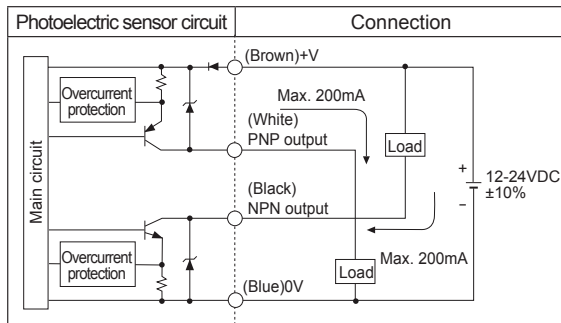 Photoelectric sensor circuit
Connection
(Brown)+V
Overcurrent
protection
Max. 200mA
(White)
PNP output
Load
Main circuit
+
12-24VDC
±10%
−
(Black)
NPN output
Overcurrent
protection
Max. 200mA
Load
(Blue)0V